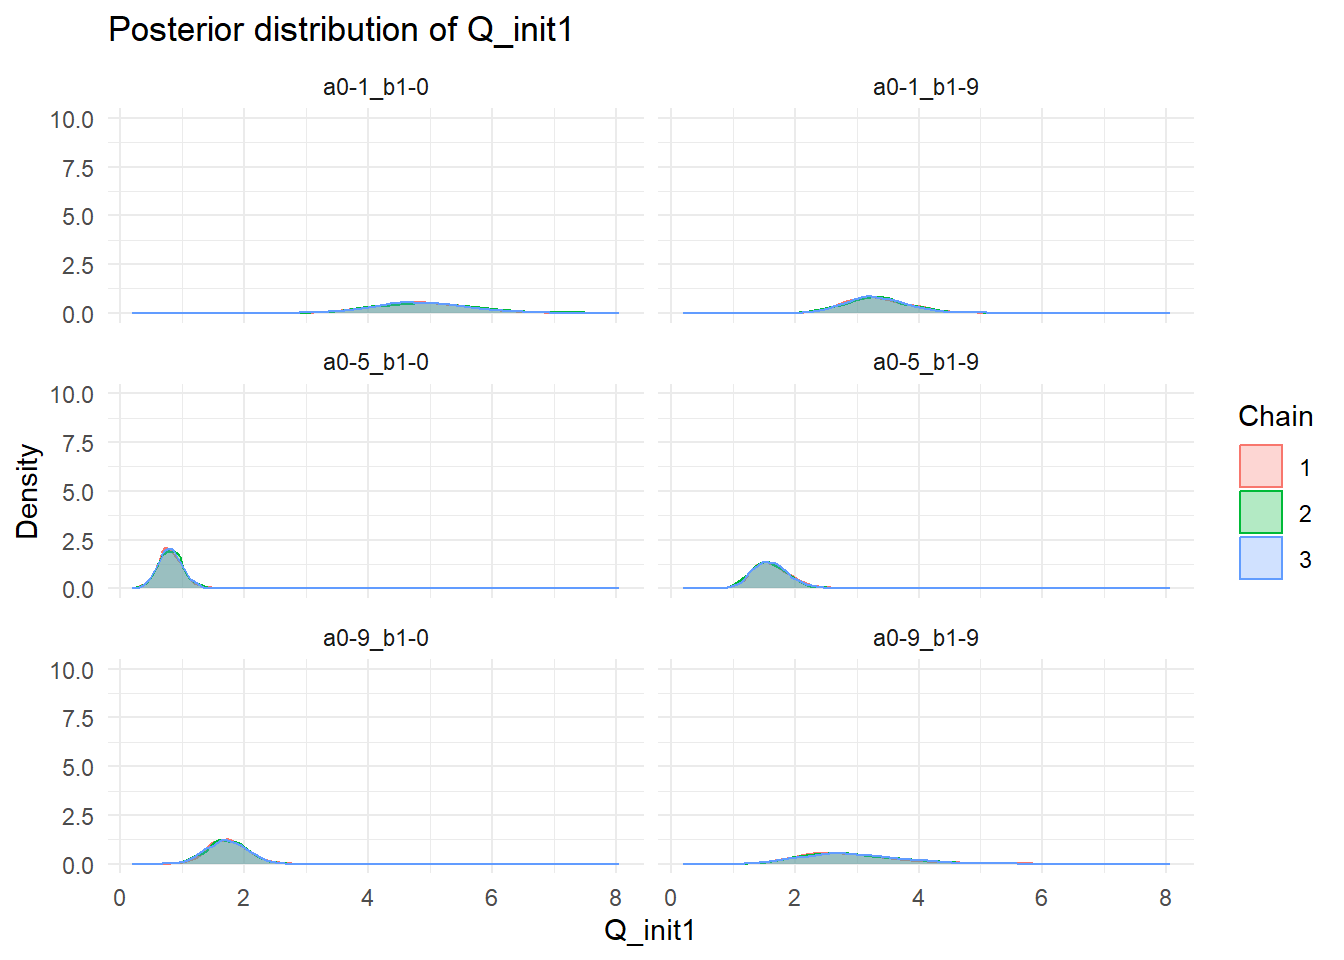 Posterior distribution of Q_init1
a0-1_b1-0
a0-1_b1-9
10.0
7.5
5.0
2.5
0.0
a0-5_b1-0
a0-5_b1-9
10.0
7.5
5.0
2.5
0.0
a0-9_b1-0
a0-9_b1-9
10.0
7.5
5.0
2.5
0.0
0 2 4 6 8 0 2 4 6 8
Q_init1
Density
Chain
1
2
3